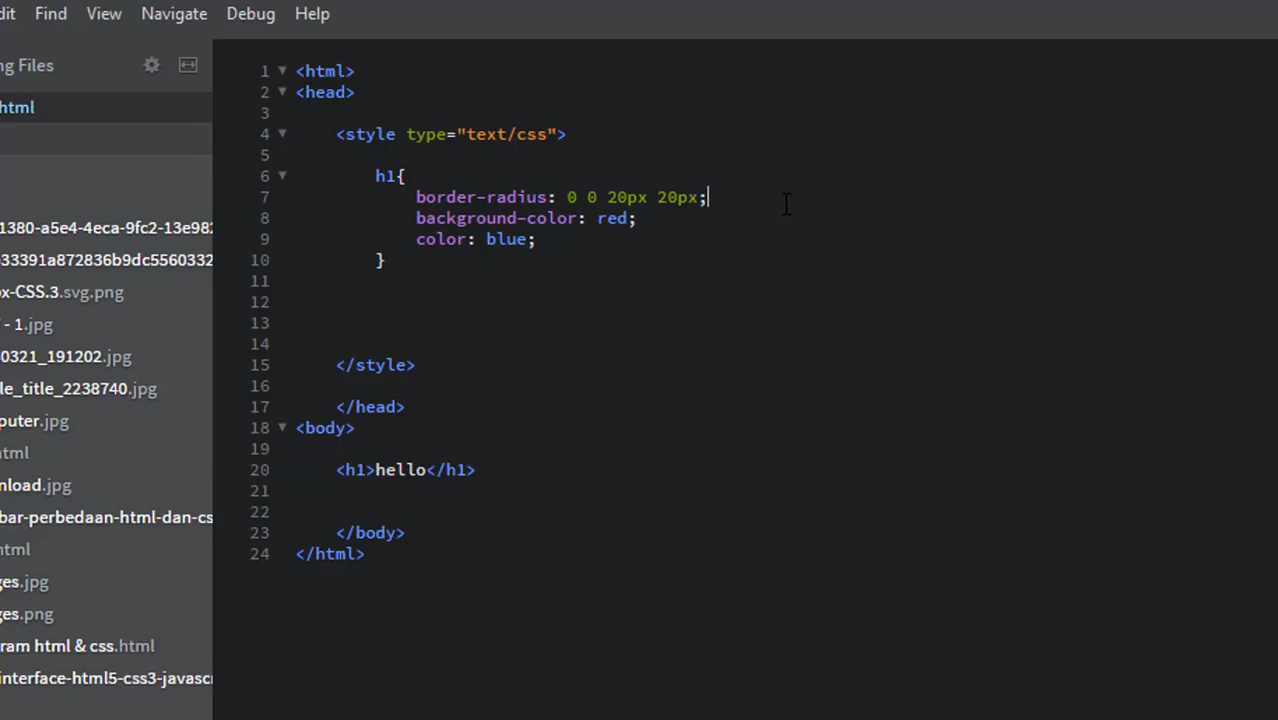 dit Find View Navigate Debug Help
ng Files
html
1380-a5e4-4eca-9fc2-13e982
33391a872836b9dc5560332
x-CSS.3.svg.png
- 1.jpg
0321_191202.jpg
le_title_2238740.jpg
puter.jpg
html
nload.jpg
bar-perbedaan-html-dan-cs
html
ges.jpg
ges.png
ram html & css.html
interface-html5-css3-javasc
1 <html>
2 <head>
3
4 <style type="text/css">
5
6 h1{
7 border-radius: 0 0 20px 20px;
8 background-color: red;
9 color: blue;
10 }
11
12
13
14
15 </style>
16
17 </head>
18 <body>
19
20 <h1>hello</h1>
21
22
23 </body>
24 </html>